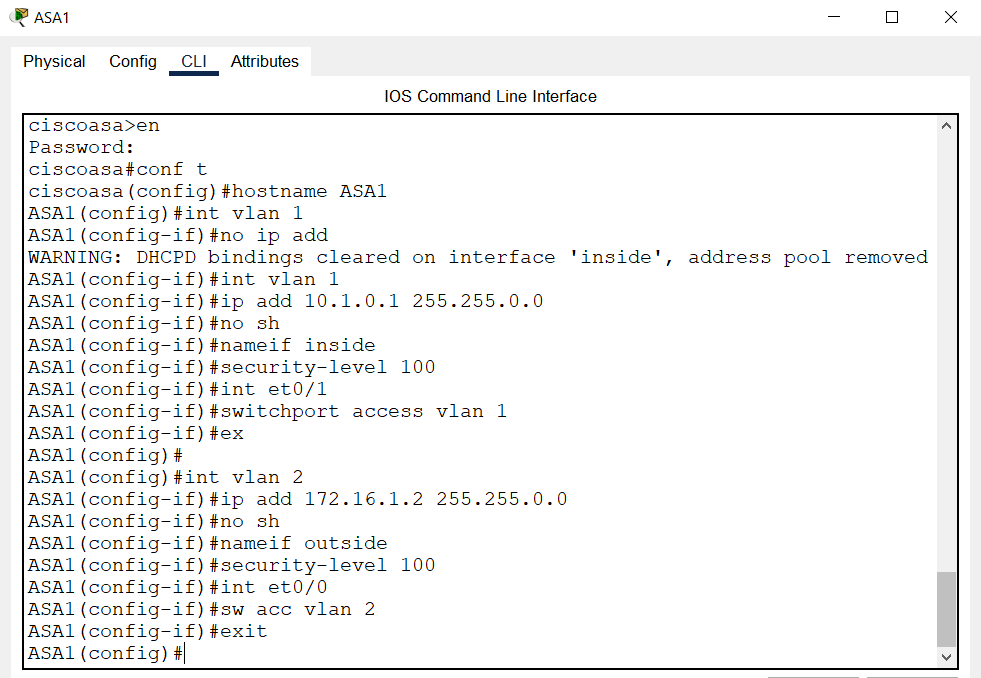 ASA1
Physical Config CLI Attributes
IOS Command Line Interface
ciscoasa>en
Password:
ciscoasa#conf t
ciscoasa(config)#hostname ASA1
ASA1(config)#int vlan 1
ASA1(config-if)#no ip add
WARNING: DHCPD bindings cleared on interface 'inside', address pool removed
ASA1(config-if)#int vlan 1
ASA1(config-if)#ip add 10.1.0.1 255.255.0.0
ASA1(config-if)#no sh
ASA1(config-if)#nameif inside
ASA1(config-if)#security-level 100
ASA1(config-if)#int et0/1
ASA1(config-if)#switchport access vlan 1
ASA1(config-if)#ex
ASA1(config)#
ASA1(config)#int vlan 2
ASA1(config-if)#ip add 172.16.1.2 255.255.0.0
ASA1(config-if)#no sh
ASA1(config-if)#nameif outside
ASA1(config-if)#security-level 100
ASA1(config-if)#int et0/0
ASA1(config-if)#sw acc vlan 2
ASA1(config-if)#exit
ASA1(config)#